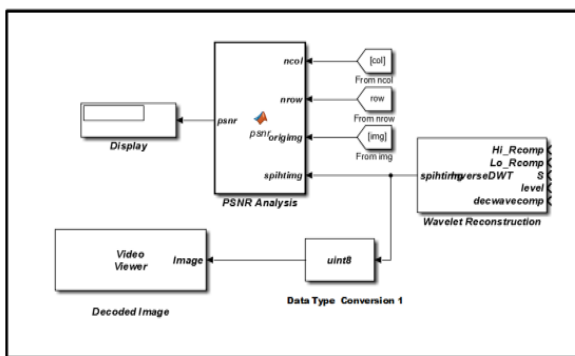 ncol
[col]
From ncol
nrow
row
From nrow
psnr
psnr
origimg
[img]
From img
spihtimg
PSNR Analysis
Display
Hi_Rcomp
Lo_Rcomp
spihtimg
InverseDWT
S
level
decwavecomp
Wavelet Reconstruction
Video
Viewer
Image
Decoded Image
uint8
Data Type Conversion 1